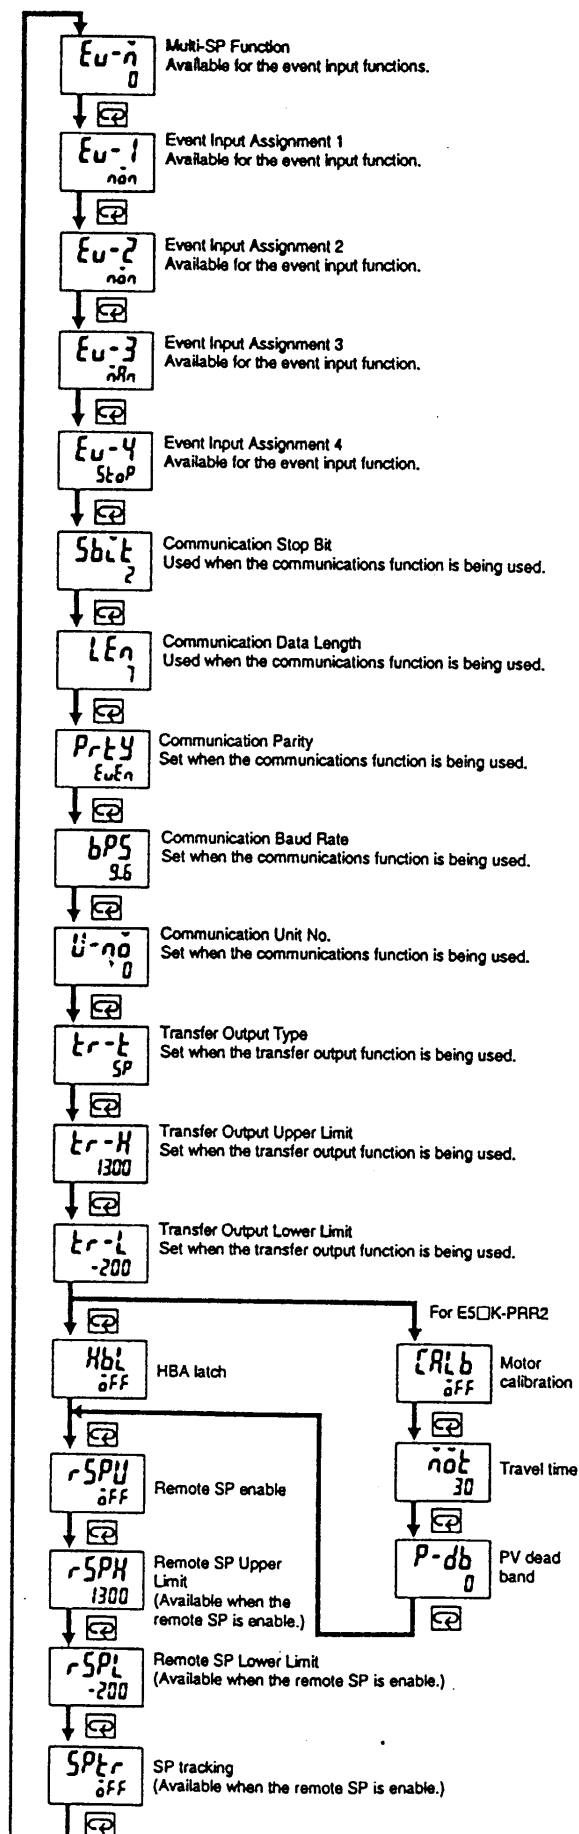 Eu-m
0
Multi-SP Function
Available for the event input functions.
Eu-1
non
Event Input Assignment 1
Available for the event input function.
Eu-2
non
Event Input Assignment 2
Available for the event input function.
Eu-3
mAn
Event Input Assignment 3
Available for the event input function.
Eu-4
StoP
Event Input Assignment 4
Available for the event input function.
Sbit
2
Communication Stop Bit
Used when the communications function is being used.
LEn
7
Communication Data Length
Used when the communications function is being used.
PrtY
EuEn
Communication Parity
Set when the communications function is being used.
bPS
9.6
Communication Baud Rate
Set when the communications function is being used.
U-no
0
Communication Unit No.
Set when the communications function is being used.
tr-t
SP
Transfer Output Type
Set when the transfer output function is being used.
tr-H
1300
Transfer Output Upper Limit
Set when the transfer output function is being used.
tr-L
-200
Transfer Output Lower Limit
Set when the transfer output function is being used.
For E5□K-PRR2
HbL
oFF
HBA latch
CALb
oFF
Motor
calibration
rSPU
oFF
Remote SP enable
mot
30
Travel time
rSPH
1300
Remote SP Upper
Limit
(Available when the
remote SP is enable.)
P-db
0
PV dead
band
rSPL
-200
Remote SP Lower Limit
(Available when the remote SP is enable.)
SPtr
oFF
SP tracking
(Available when the remote SP is enable.)